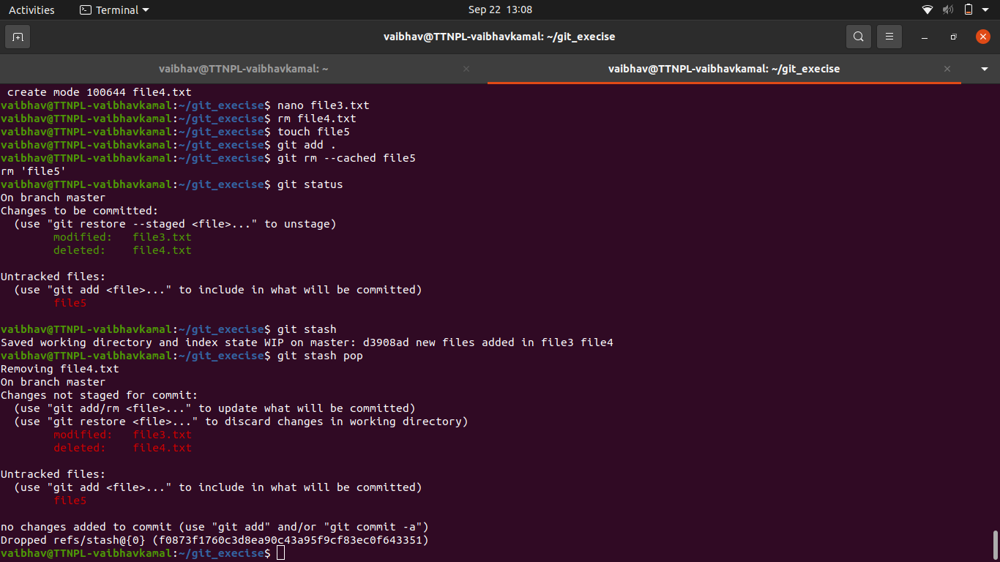 Activities Terminal Sep 22 13:08
vaibhav@TTNPL-vaibhavkamal: ~/git_execise
vaibhav@TTNPL-vaibhavkamal: ~ vaibhav@TTNPL-vaibhavkamal: ~/git_execise
 create mode 100644 file4.txt
vaibhav@TTNPL-vaibhavkamal:~/git_execise$ nano file3.txt
vaibhav@TTNPL-vaibhavkamal:~/git_execise$ rm file4.txt
vaibhav@TTNPL-vaibhavkamal:~/git_execise$ touch file5
vaibhav@TTNPL-vaibhavkamal:~/git_execise$ git add .
vaibhav@TTNPL-vaibhavkamal:~/git_execise$ git rm --cached file5
rm 'file5'
vaibhav@TTNPL-vaibhavkamal:~/git_execise$ git status
On branch master
Changes to be committed:
  (use "git restore --staged <file>..." to unstage)
        modified:   file3.txt
        deleted:    file4.txt

Untracked files:
  (use "git add <file>..." to include in what will be committed)
        file5

vaibhav@TTNPL-vaibhavkamal:~/git_execise$ git stash
Saved working directory and index state WIP on master: d3908ad new files added in file3 file4
vaibhav@TTNPL-vaibhavkamal:~/git_execise$ git stash pop
Removing file4.txt
On branch master
Changes not staged for commit:
  (use "git add/rm <file>..." to update what will be committed)
  (use "git restore <file>..." to discard changes in working directory)
        modified:   file3.txt
        deleted:    file4.txt

Untracked files:
  (use "git add <file>..." to include in what will be committed)
        file5

no changes added to commit (use "git add" and/or "git commit -a")
Dropped refs/stash@{0} (f0873f1760c3d8ea90c43a95f9cf83ec0f643351)
vaibhav@TTNPL-vaibhavkamal:~/git_execise$